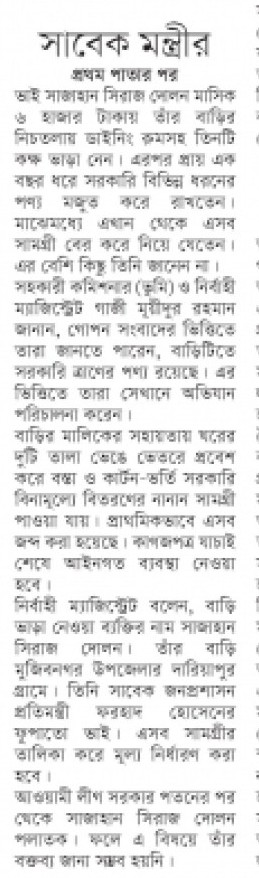 সাবেক মন্ত্রীর
প্রথম পাতার পর
ভাই সাজাহান সিরাজ দোলন মাসিক
৬ হাজার টাকায় তাঁর বাড়ির
নিচতলায় ডাইনিং রুমসহ তিনটি
কক্ষ ভাড়া নেন। এরপর প্রায় এক
বছর ধরে সরকারি বিভিন্ন ধরনের
পণ্য মজুত করে রাখতেন।
মাঝেমধ্যে এখান থেকে এসব
সামগ্রী বের করে নিয়ে যেতেন।
এর বেশি কিছু তিনি জানেন না।
সহকারী কমিশনার (ভূমি) ও নির্বাহী
ম্যাজিস্ট্রেট গাজী মূয়ীদুর রহমান
জানান, গোপন সংবাদের ভিত্তিতে
তারা জানতে পারেন, বাড়িটিতে
সরকারি ত্রাণের পণ্য রয়েছে। এর
ভিত্তিতে তারা সেখানে অভিযান
পরিচালনা করেন।
বাড়ির মালিকের সহায়তায় ঘরের
দুটি তালা ভেঙে ভেতরে প্রবেশ
করে বস্তা ও কার্টন-ভর্তি সরকারি
বিনামূল্যে বিতরণের নানান সামগ্রী
পাওয়া যায়। প্রাথমিকভাবে এসব
জব্দ করা হয়েছে। কাগজপত্র যাচাই
শেষে আইনগত ব্যবস্থা নেওয়া
হবে।
নির্বাহী ম্যাজিস্ট্রেট বলেন, বাড়ি
ভাড়া নেওয়া ব্যক্তির নাম সাজাহান
সিরাজ দোলন। তাঁর বাড়ি
মুজিবনগর উপজেলার দারিয়াপুর
গ্রামে। তিনি সাবেক জনপ্রশাসন
প্রতিমন্ত্রী ফরহাদ হোসেনের
ফুপাতো ভাই। এসব সামগ্রীর
তালিকা করে মূল্য নির্ধারণ করা
হবে।
আওয়ামী লীগ সরকার পতনের পর
থেকে সাজাহান সিরাজ দোলন
পলাতক। ফলে এ বিষয়ে তাঁর
বক্তব্য জানা সম্ভব হয়নি।